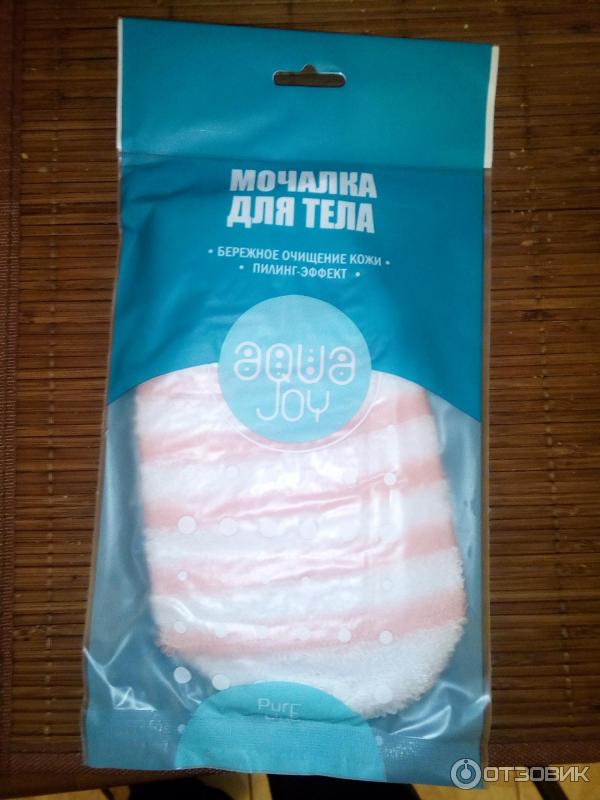 МОЧАЛКА
ДЛЯ ТЕЛА
• БЕРЕЖНОЕ ОЧИЩЕНИЕ КОЖИ •
• ПИЛИНГ-ЭФФЕКТ •
aqua
JOY
PurE
ОТЗОВИК